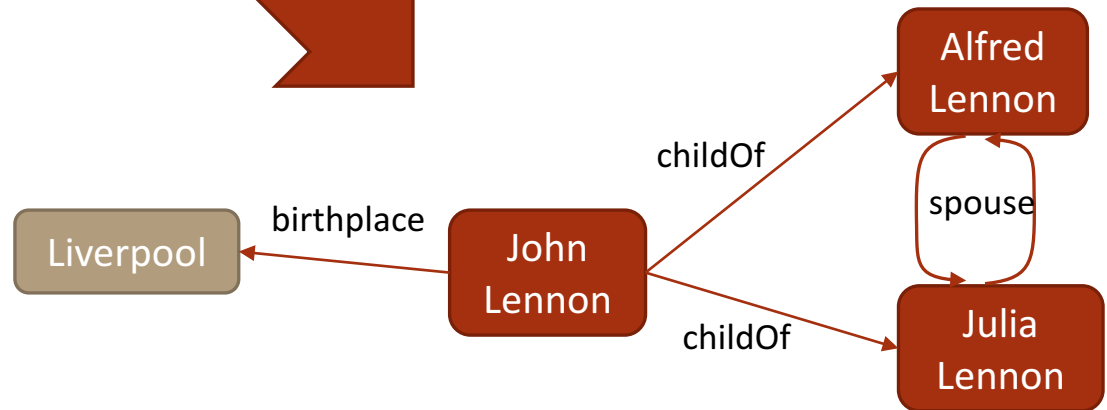 Alfred
Lennon
childOf
spouse
birthplace
Liverpool
John
Lennon
childOf
Julia
Lennon